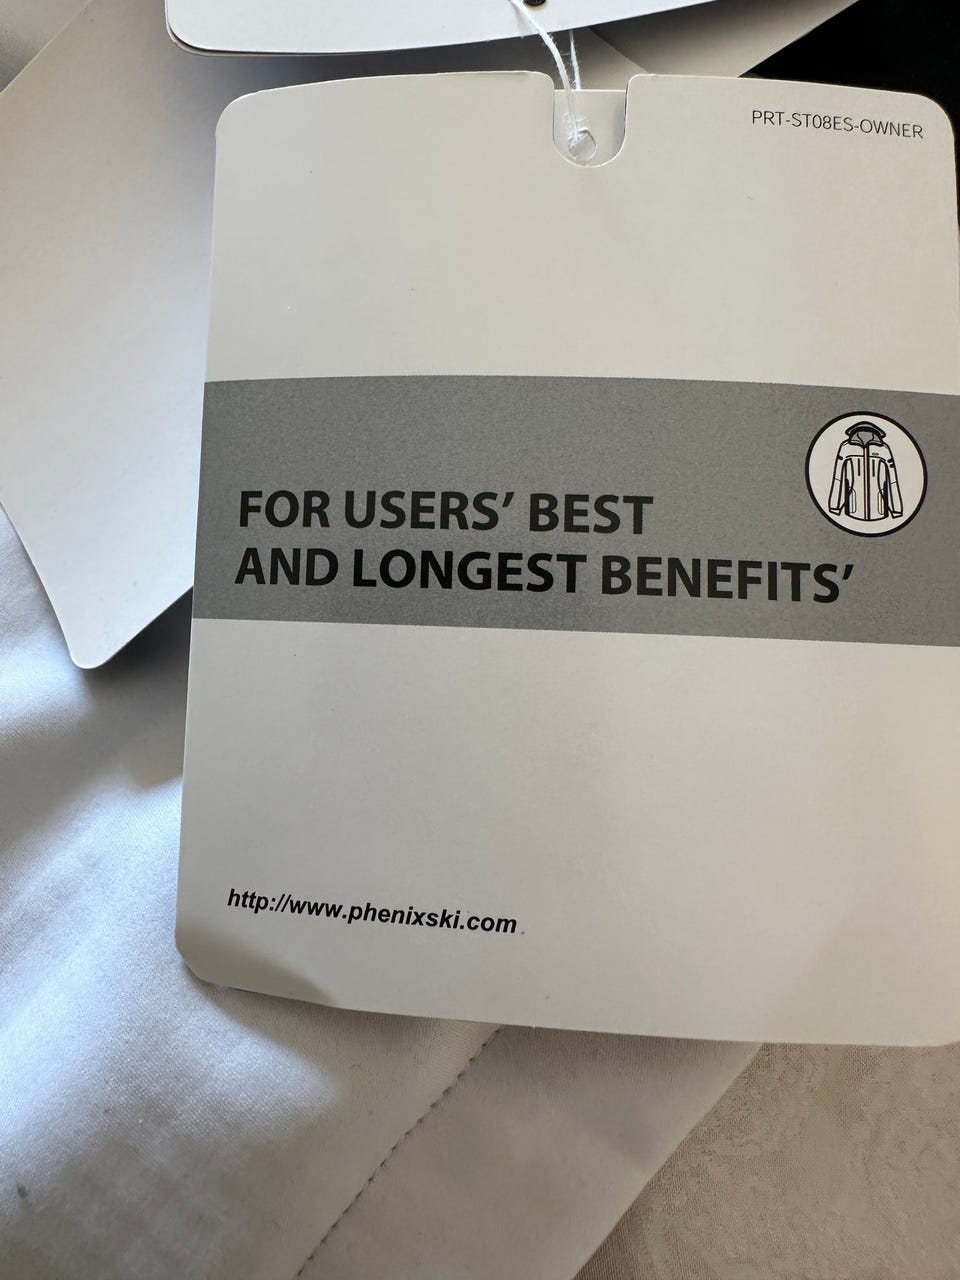 PRT-ST08ES-OWNER
FOR USERS’ BEST
AND LONGEST BENEFITS’
http://www.phenixski.com